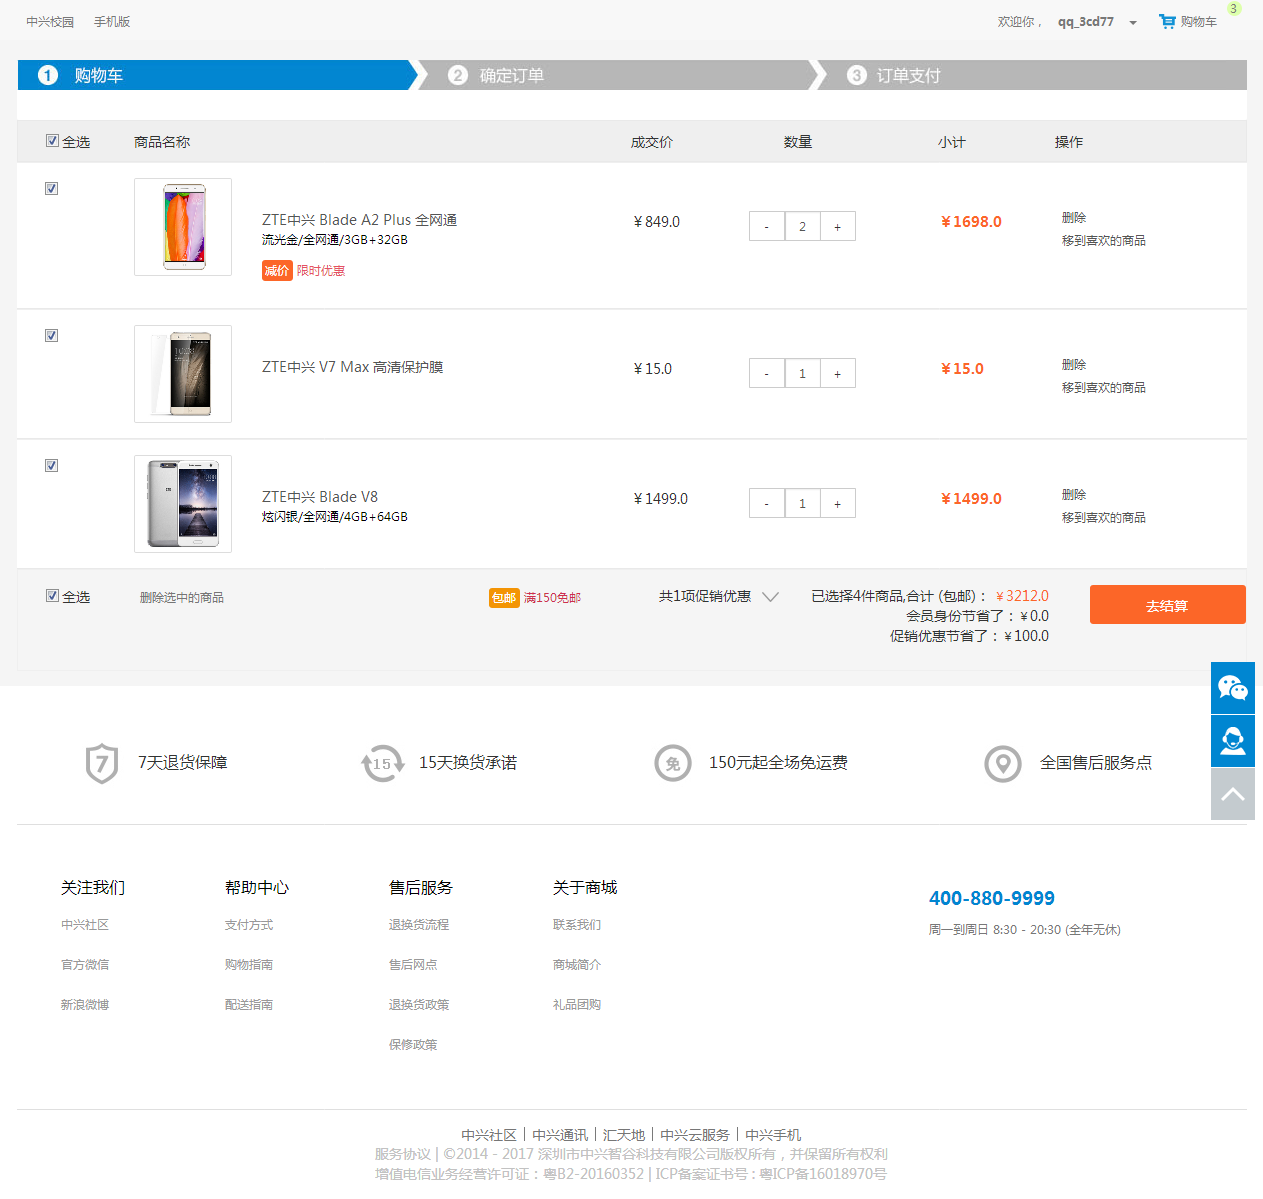 中兴校园 手机版 欢迎你， qq_3cd77 购物车 3
1 购物车 2 确定订单 3 订单支付
全选 商品名称 成交价 数量 小计 操作
ZTE中兴 Blade A2 Plus 全网通 ￥849.0 - 2 + ￥1698.0 删除
流光金/全网通/3GB+32GB 移到喜欢的商品
减价 限时优惠
ZTE中兴 V7 Max 高清保护膜 ￥15.0 - 1 + ￥15.0 删除
移到喜欢的商品
ZTE中兴 Blade V8 ￥1499.0 - 1 + ￥1499.0 删除
炫闪银/全网通/4GB+64GB 移到喜欢的商品
全选 删除选中的商品 包邮 满150免邮 共1项促销优惠 已选择4件商品,合计 (包邮)： ￥3212.0 去结算
会员身份节省了：￥0.0
促销优惠节省了：￥100.0
7 7天退货保障 15 15天换货承诺 免 150元起全场免运费 全国售后服务点
关注我们 帮助中心 售后服务 关于商城 400-880-9999
中兴社区 支付方式 退换货流程 联系我们 周一到周日 8:30 - 20:30 (全年无休)
官方微信 购物指南 售后网点 商城简介
新浪微博 配送指南 退换货政策 礼品团购
保修政策
中兴社区 | 中兴通讯 | 汇天地 | 中兴云服务 | 中兴手机
服务协议 | ©2014 - 2017 深圳市中兴智谷科技有限公司版权所有，并保留所有权利
增值电信业务经营许可证：粤B2-20160352 | ICP备案证书号 : 粤ICP备16018970号